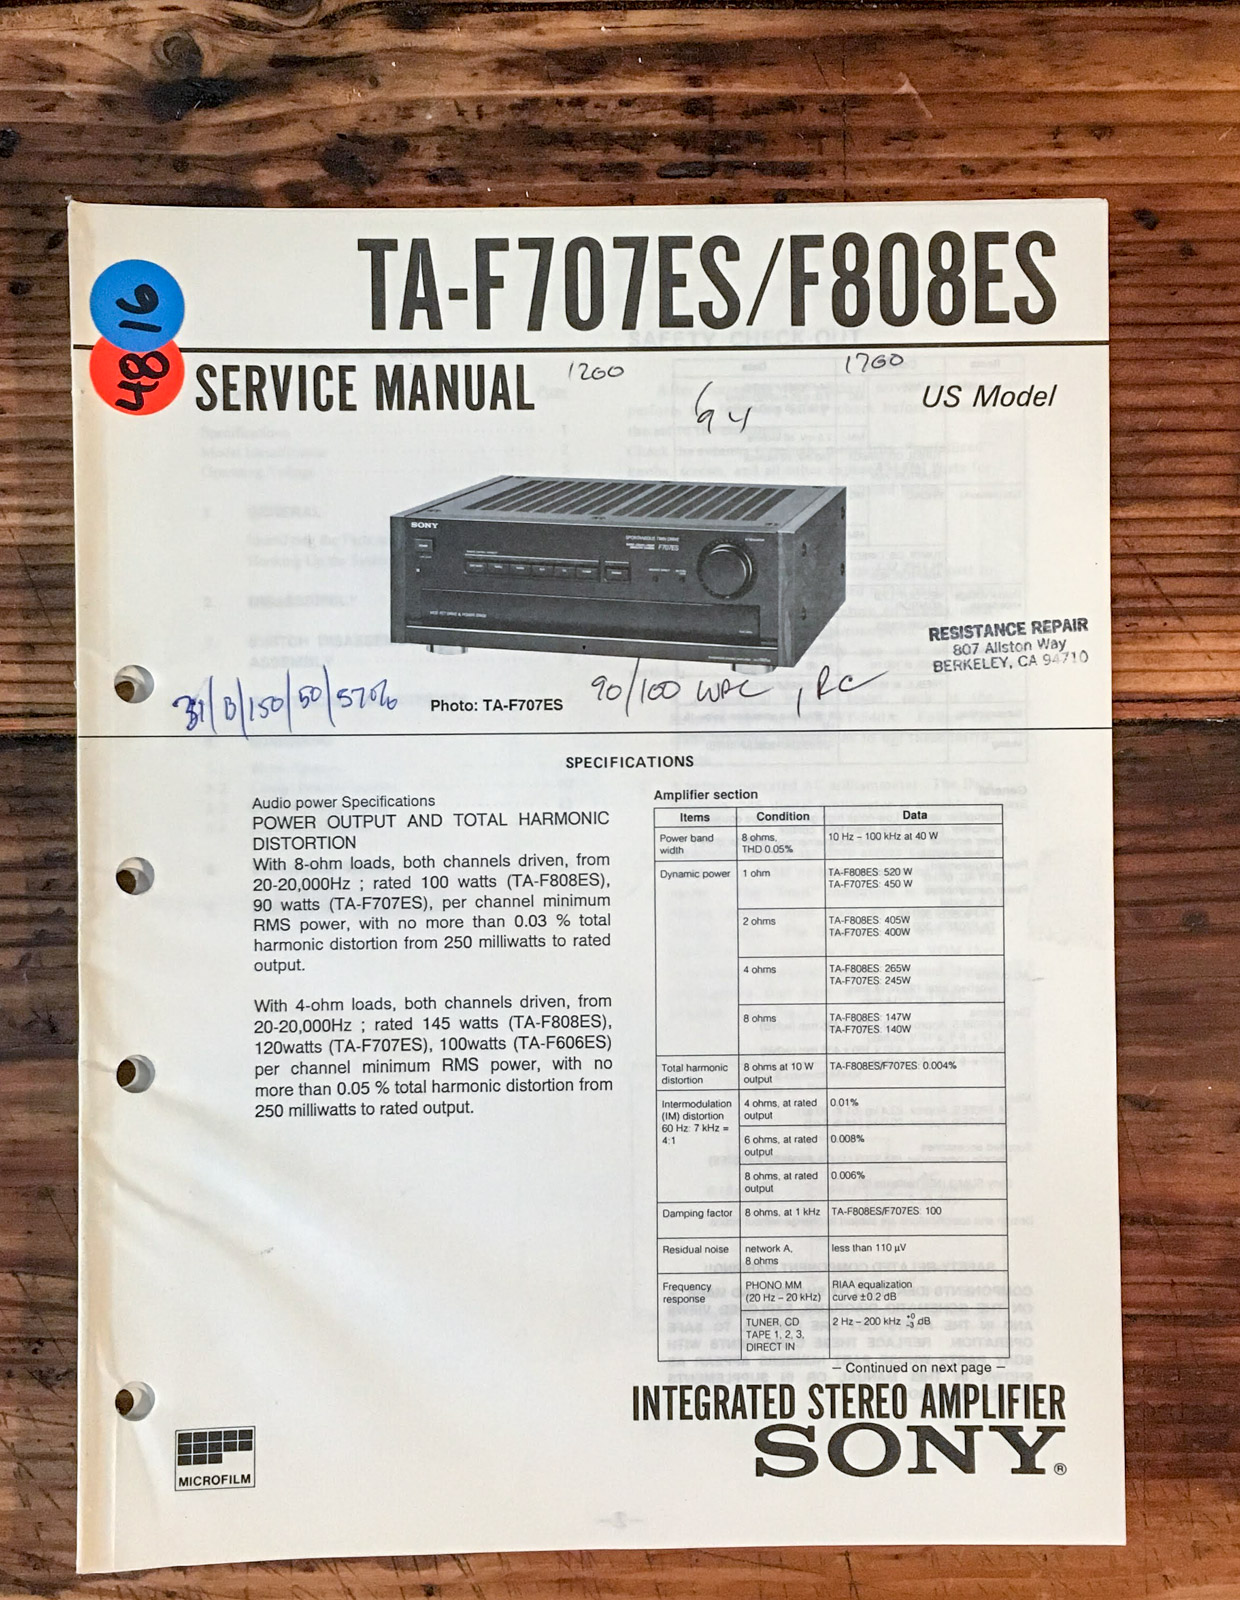 TA-F707ES/F808ES
16
48
SERVICE MANUAL
1200
1700
US Model
94
SONY
SPONTANEOUS TWIN DRIVE
F707ES
RESISTANCE REPAIR
807 Allston Way
BERKELEY, CA 94710
31/B/150/50/570%
Photo: TA-F707ES
90/100 WPC, RC
SPECIFICATIONS
Audio power Specifications
POWER OUTPUT AND TOTAL HARMONIC
DISTORTION
With 8-ohm loads, both channels driven, from
20-20,000Hz ; rated 100 watts (TA-F808ES),
90 watts (TA-F707ES), per channel minimum
RMS power, with no more than 0.03 % total
harmonic distortion from 250 milliwatts to rated
output.
With 4-ohm loads, both channels driven, from
20-20,000Hz ; rated 145 watts (TA-F808ES),
120watts (TA-F707ES), 100watts (TA-F606ES)
per channel minimum RMS power, with no
more than 0.05 % total harmonic distortion from
250 milliwatts to rated output.
Amplifier section
Items Condition Data
Power band width 8 ohms, THD 0.05% 10 Hz – 100 kHz at 40 W
Dynamic power 1 ohm TA-F808ES: 520 W
TA-F707ES: 450 W
2 ohms TA-F808ES: 405W
TA-F707ES: 400W
4 ohms TA-F808ES: 265W
TA-F707ES: 245W
8 ohms TA-F808ES: 147W
TA-F707ES: 140W
Total harmonic distortion 8 ohms at 10 W output TA-F808ES/F707ES: 0.004%
Intermodulation (IM) distortion 60 Hz: 7 kHz = 4:1 4 ohms, at rated output 0.01%
6 ohms, at rated output 0.008%
8 ohms, at rated output 0.006%
Damping factor 8 ohms, at 1 kHz TA-F808ES/F707ES: 100
Residual noise network A, 8 ohms less than 110 µV
Frequency response PHONO MM (20 Hz – 20 kHz) RIAA equalization curve ±0.2 dB
TUNER, CD TAPE 1, 2, 3, DIRECT IN 2 Hz – 200 kHz +0 -3 dB
– Continued on next page –
INTEGRATED STEREO AMPLIFIER
SONY®
MICROFILM